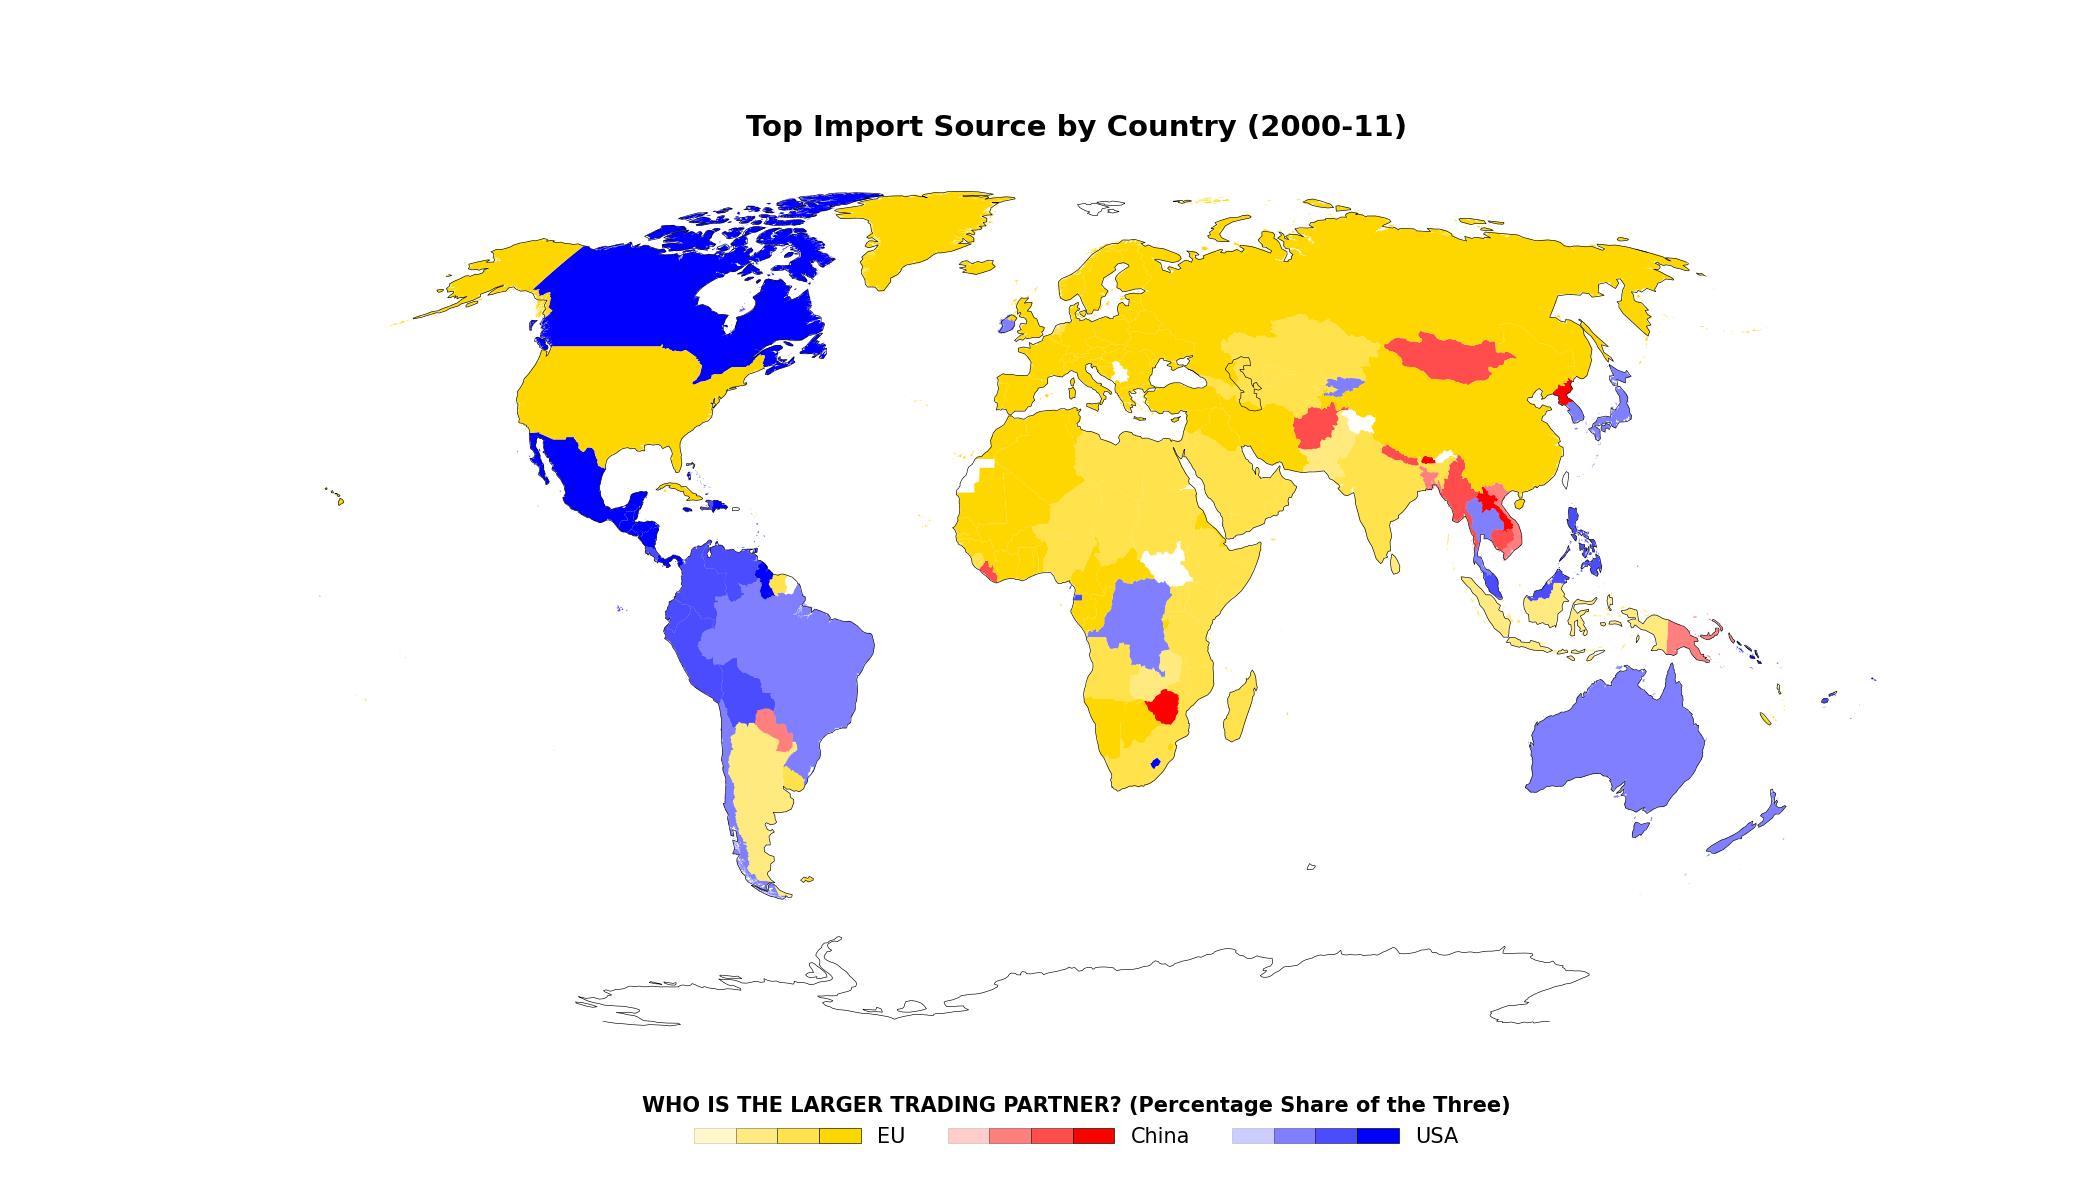 Top Import Source by Country (2000-11)
WHO IS THE LARGER TRADING PARTNER? (Percentage Share of the Three)
EU China USA